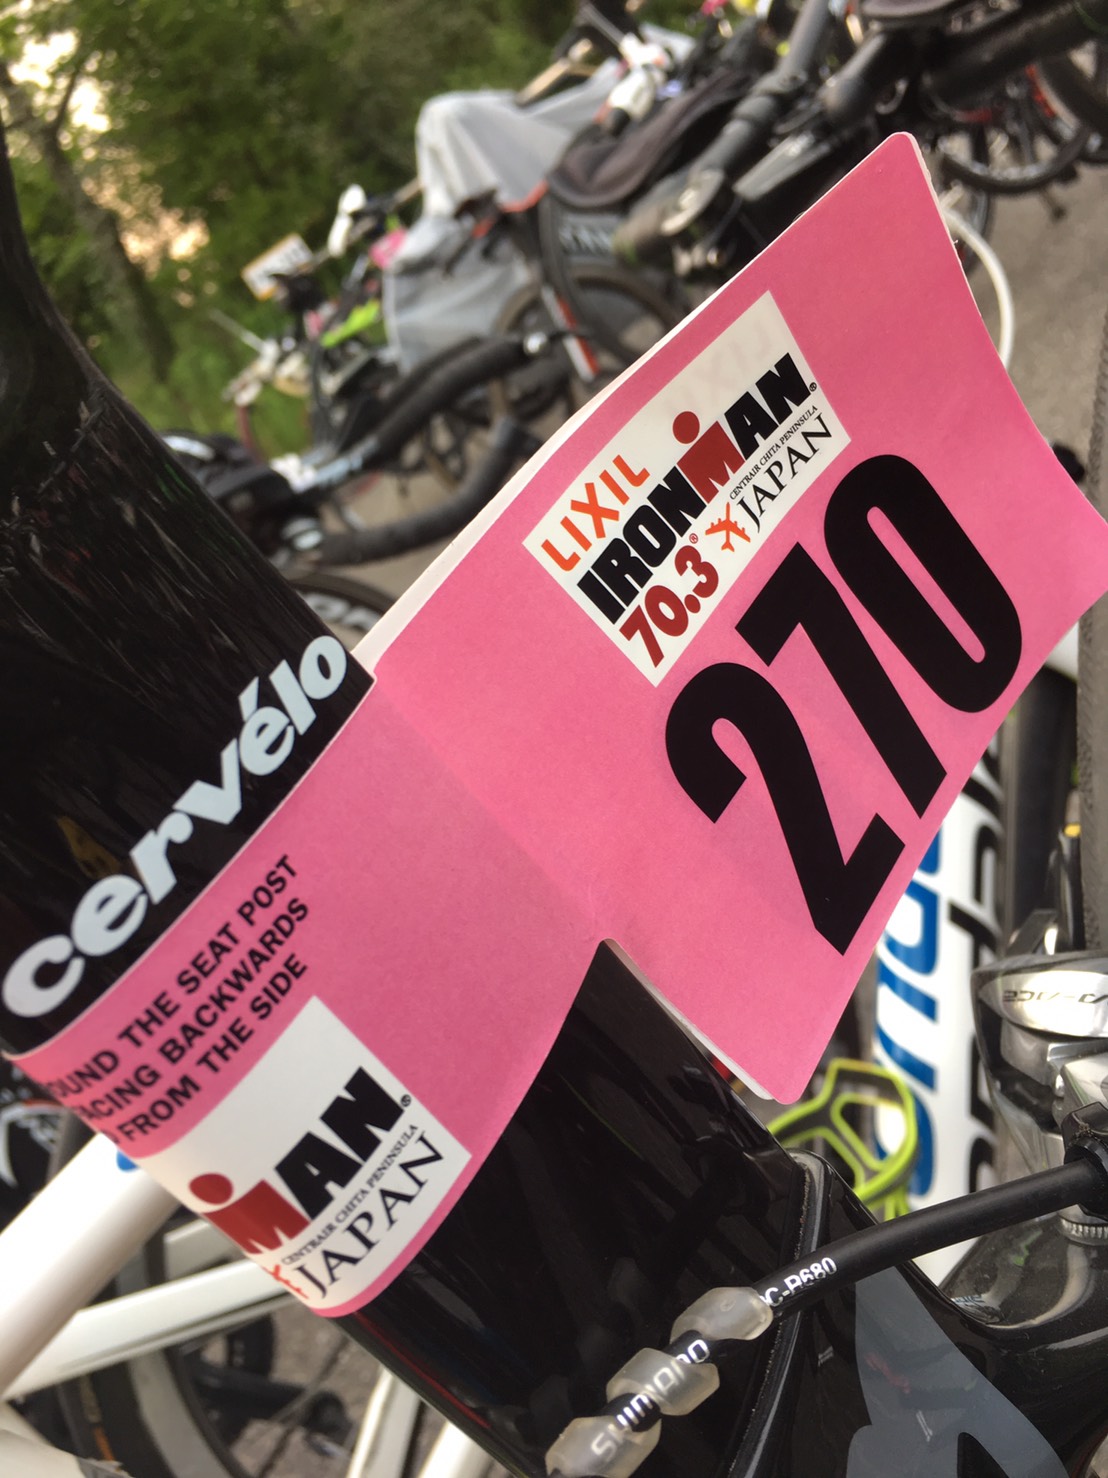 LIXIL
IRONMAN®
70.3®
CENTRAIR CHITA PENINSULA
JAPAN
270
cervélo
THE SEAT POST
BACKWARDS
FROM THE SIDE
MAN®
CENTRAIR CHITA PENINSULA
JAPAN
SHIMANO